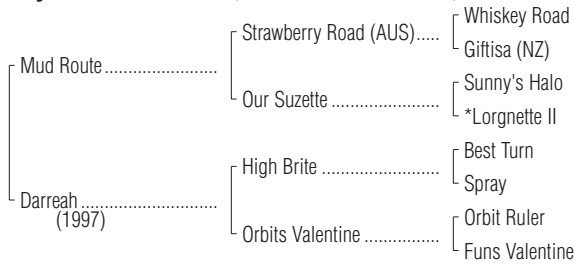 Whiskey Road
Strawberry Road (AUS).....
Giftisa (NZ)
Mud Route........................
Sunny's Halo
Our Suzette.......................
*Lorgnette II
Best Turn
High Brite.........................
Spray
Darreah.............................
(1997)
Orbit Ruler
Orbits Valentine................
Funs Valentine